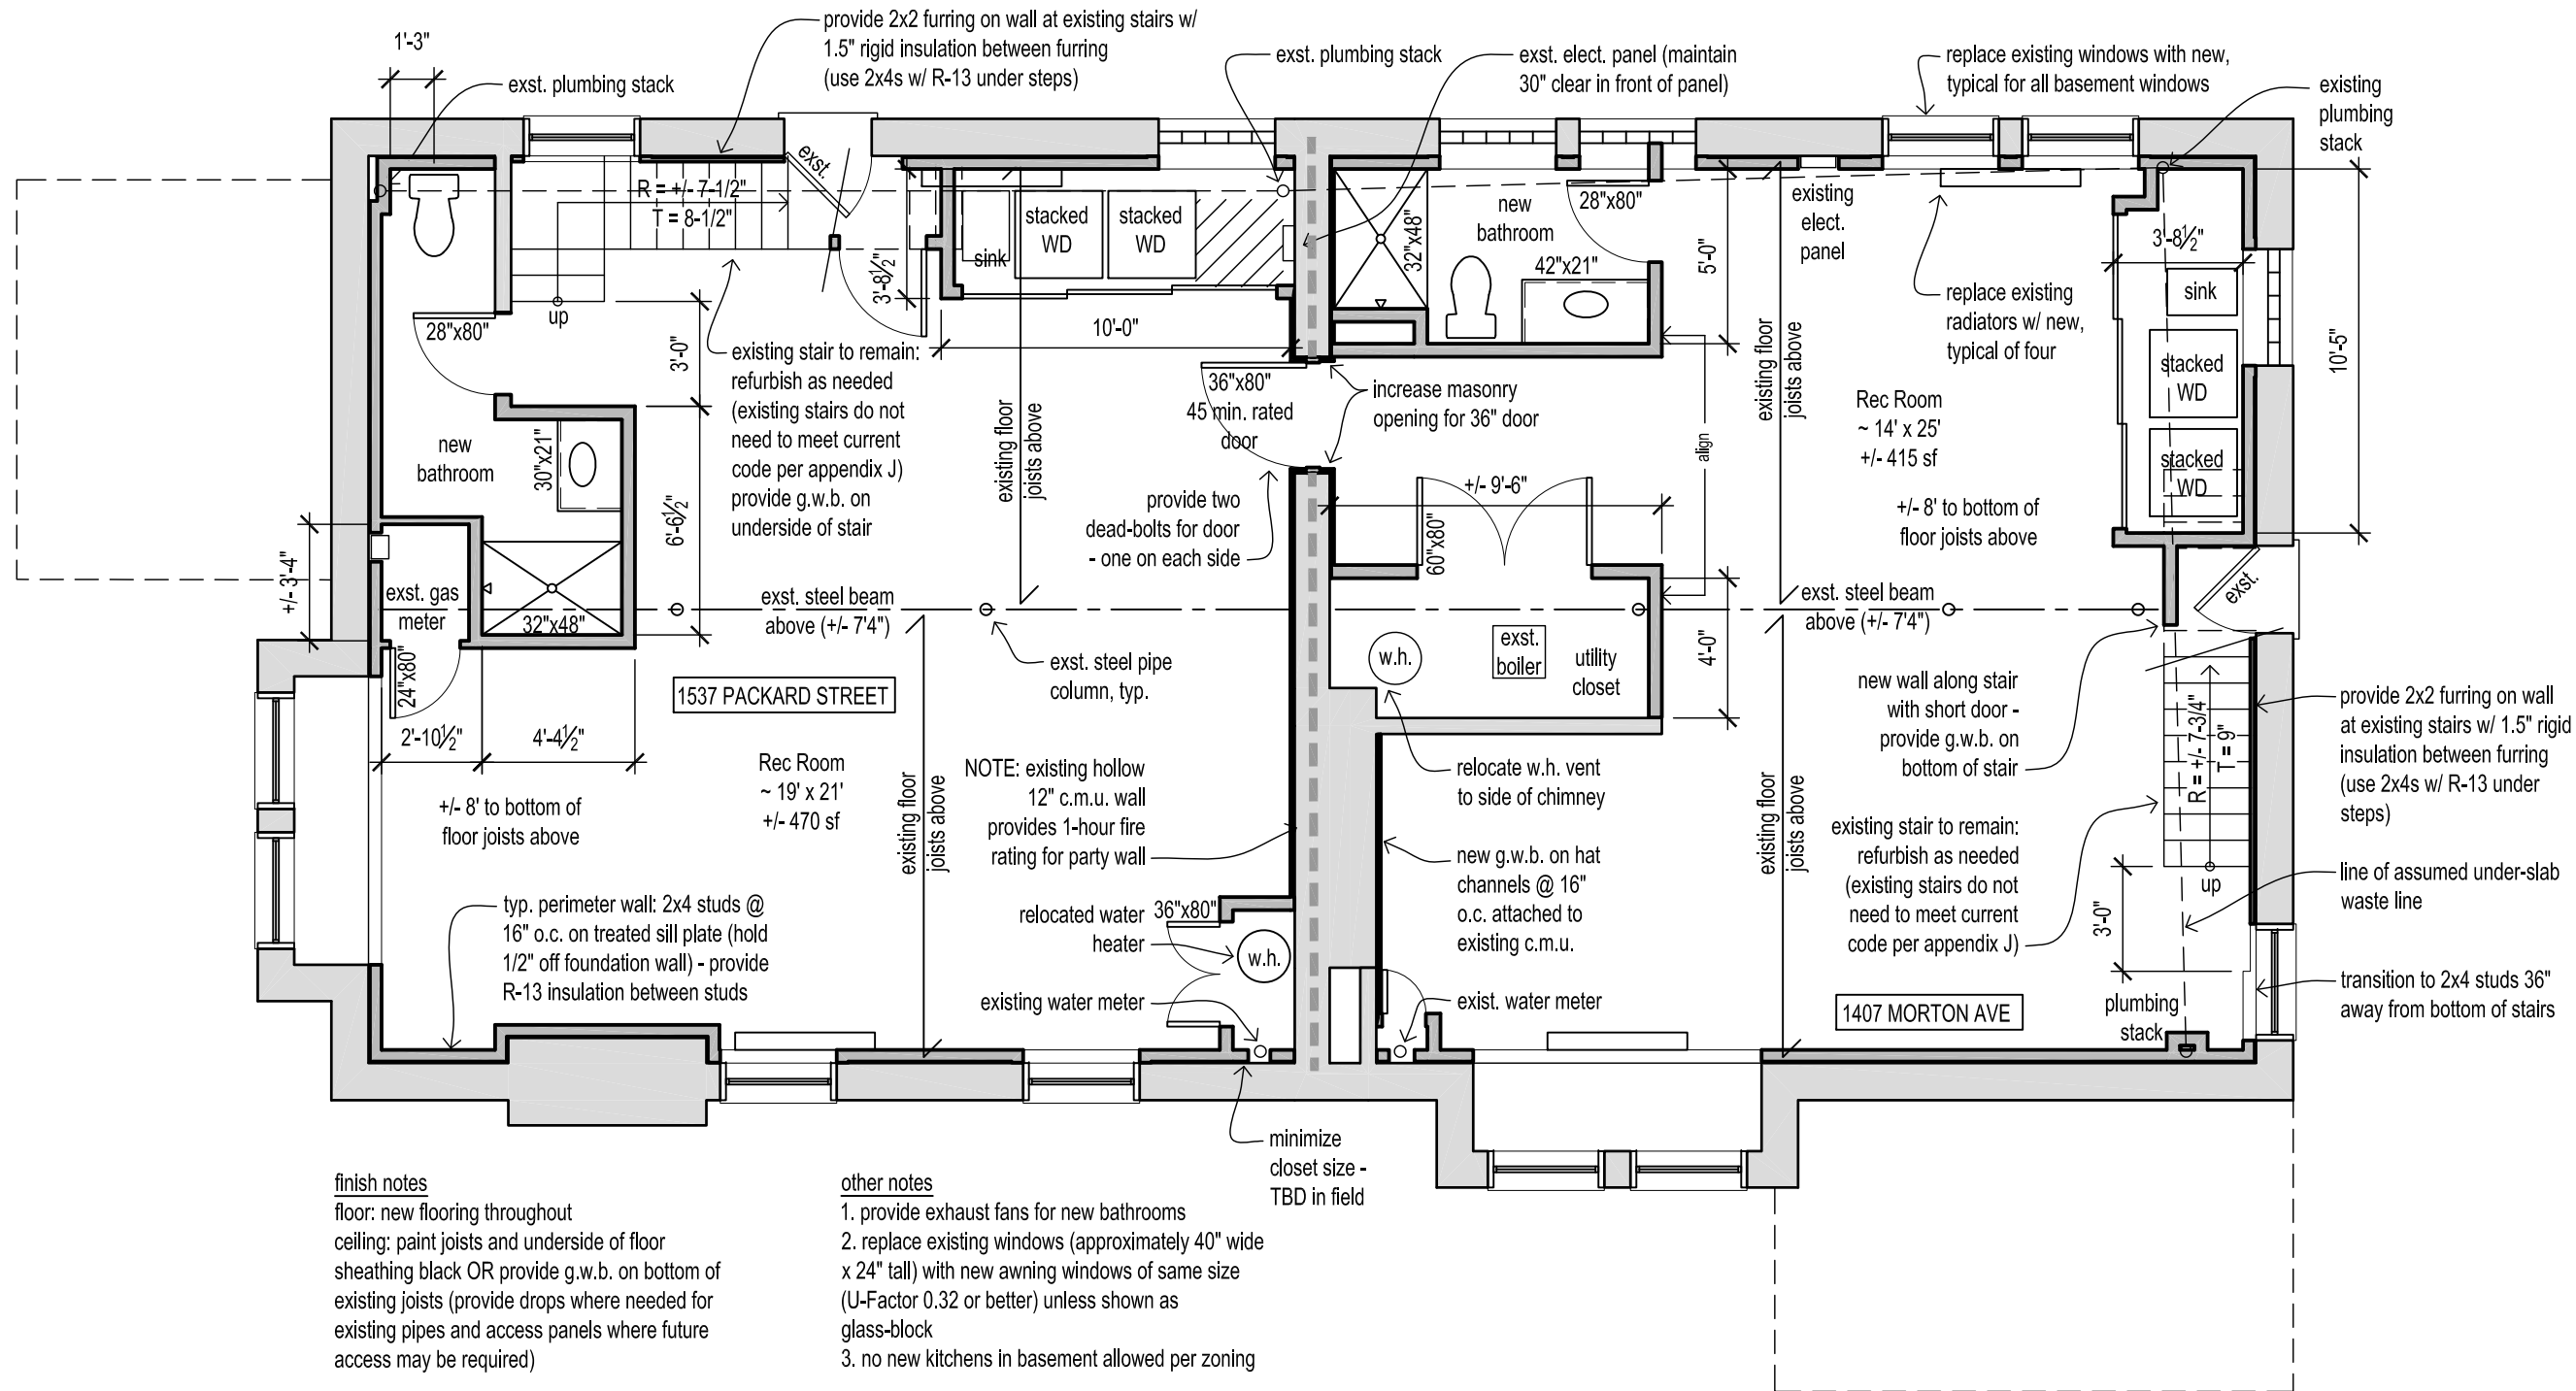 provide 2x2 furring on wall at existing stairs w/
1.5" rigid insulation between furring
(use 2x4s w/ R-13 under steps)
1'-3"
exst. plumbing stack
exst. plumbing stack
exst. elect. panel (maintain
30" clear in front of panel)
replace existing windows with new,
typical for all basement windows
existing
plumbing
stack
exst.
R = +/- 7-1/2"
T = 8-1/2"
up
28"x80"
3'-0"
3'-8½"
sink
stacked
WD
stacked
WD
10'-0"
32"x48"
new
bathroom
28"x80"
42"x21"
5'-0"
existing
elect.
panel
3'-8½"
sink
stacked
WD
stacked
WD
10'-5"
replace existing
radiators w/ new,
typical of four
existing stair to remain:
refurbish as needed
(existing stairs do not
need to meet current
code per appendix J)
provide g.w.b. on
underside of stair
existing floor
joists above
36"x80"
45 min. rated
door
increase masonry
opening for 36" door
align
existing floor
joists above
Rec Room
~ 14' x 25'
+/- 415 sf
+/- 8' to bottom of
floor joists above
new
bathroom
30"x21"
6'-6½"
+/- 3'-4"
exst. gas
meter
32"x48"
24"x80"
2'-10½"
4'-4½"
provide two
dead-bolts for door
- one on each side
+/- 9'-6"
60"x80"
exst. steel beam
above (+/- 7'4")
exst. steel beam
above (+/- 7'4")
exst.
w.h.
exst.
boiler
utility
closet
4'-0"
exst. steel pipe
column, typ.
1537 PACKARD STREET
new wall along stair
with short door -
provide g.w.b. on
bottom of stair
R = +/- 7-3/4"
T = 9"
provide 2x2 furring on wall
at existing stairs w/ 1.5" rigid
insulation between furring
(use 2x4s w/ R-13 under
steps)
Rec Room
~ 19' x 21'
+/- 470 sf
+/- 8' to bottom of
floor joists above
existing floor
joists above
NOTE: existing hollow
12" c.m.u. wall
provides 1-hour fire
rating for party wall
relocate w.h. vent
to side of chimney
new g.w.b. on hat
channels @ 16"
o.c. attached to
existing c.m.u.
existing floor
joists above
existing stair to remain:
refurbish as needed
(existing stairs do not
need to meet current
code per appendix J)
up
3'-0"
line of assumed under-slab
waste line
typ. perimeter wall: 2x4 studs @
16" o.c. on treated sill plate (hold
1/2" off foundation wall) - provide
R-13 insulation between studs
relocated water
heater
36"x80"
w.h.
existing water meter
exst. water meter
1407 MORTON AVE
plumbing
stack
transition to 2x4 studs 36"
away from bottom of stairs
minimize
closet size -
TBD in field
finish notes
floor: new flooring throughout
ceiling: paint joists and underside of floor
sheathing black OR provide g.w.b. on bottom of
existing joists (provide drops where needed for
existing pipes and access panels where future
access may be required)
other notes
1. provide exhaust fans for new bathrooms
2. replace existing windows (approximately 40" wide
x 24" tall) with new awning windows of same size
(U-Factor 0.32 or better) unless shown as
glass-block
3. no new kitchens in basement allowed per zoning